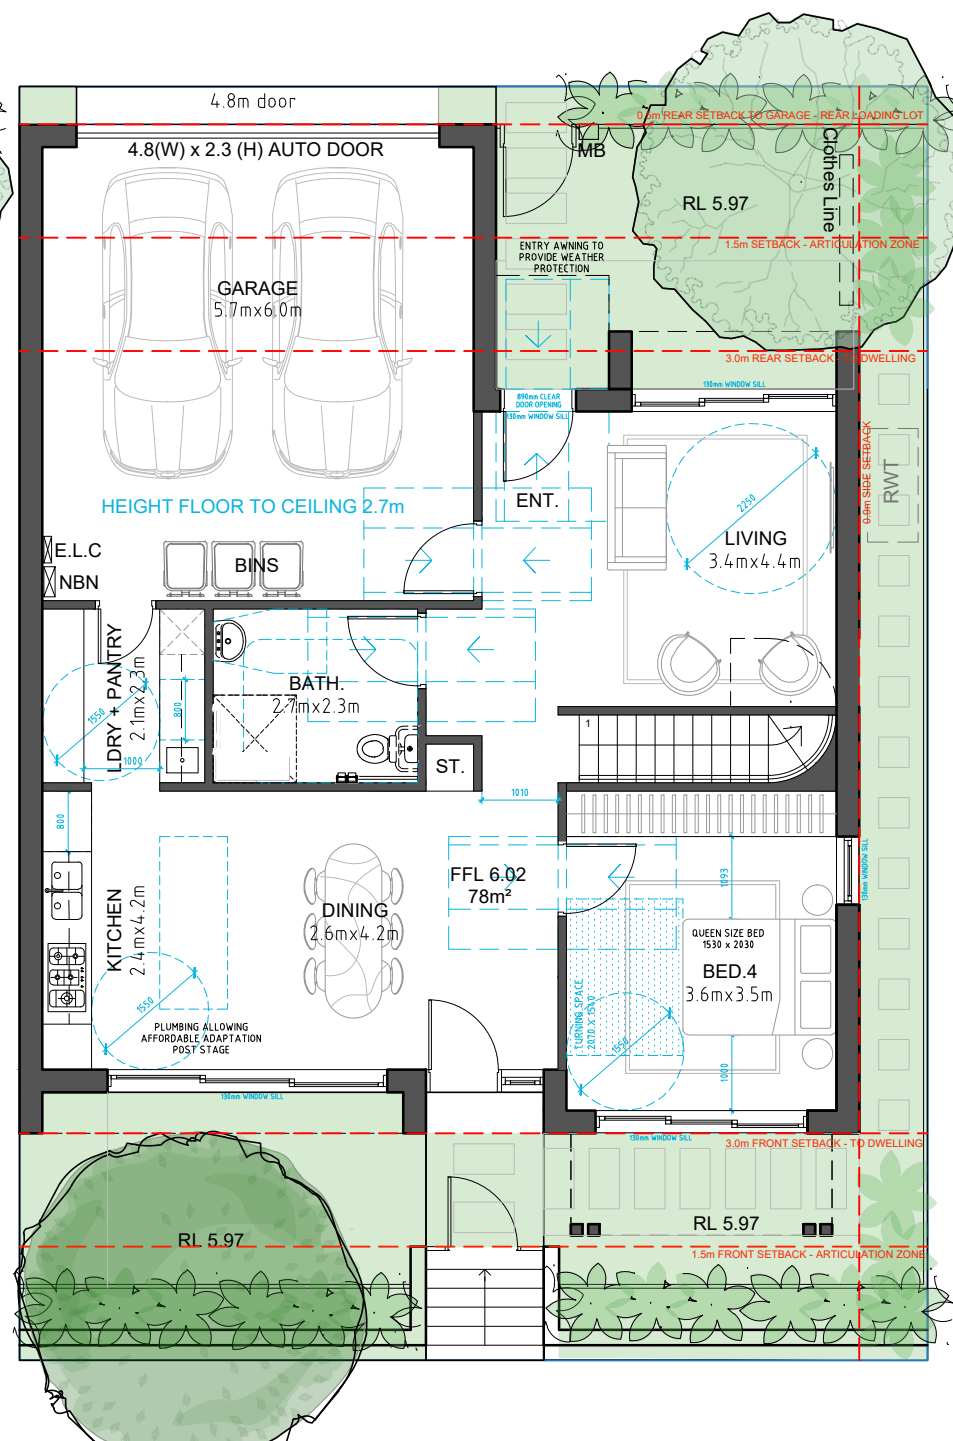 4.8m door
0.5m REAR SETBACK TO GARAGE - REAR LOADING LOT
4.8(W) x 2.3 (H) AUTO DOOR
MB
Clothes Line
RL 5.97
1.5m SETBACK - ARTICULATION ZONE
ENTRY AWNING TO
PROVIDE WEATHER
PROTECTION
GARAGE
5.7mx6.0m
3.0m REAR SETBACK - TO DWELLING
130mm WINDOW SILL
890mm CLEAR
DOOR OPENING
130mm WINDOW SILL
0.9m SIDE SETBACK
RWT
HEIGHT FLOOR TO CEILING 2.7m
ENT.
2250
LIVING
3.4mx4.4m
E.L.C
NBN
BINS
LDRY + PANTRY
2.1mx2.3m
1550
800
1000
BATH.
2.7mx2.3m
1
ST.
1010
800
130mm WINDOW SILL
1093
FFL 6.02
78m²
KITCHEN
2.4mx4.2m
DINING
2.6mx4.2m
QUEEN SIZE BED
1530 x 2030
BED.4
3.6mx3.5m
TURNING SPACE
2070 X 1540
1550
1550
1000
PLUMBING ALLOWING
AFFORDABLE ADAPTATION
POST STAGE
130mm WINDOW SILL
130mm WINDOW SILL
3.0m FRONT SETBACK - TO DWELLING
RL 5.97
RL 5.97
1.5m FRONT SETBACK - ARTICULATION ZONE